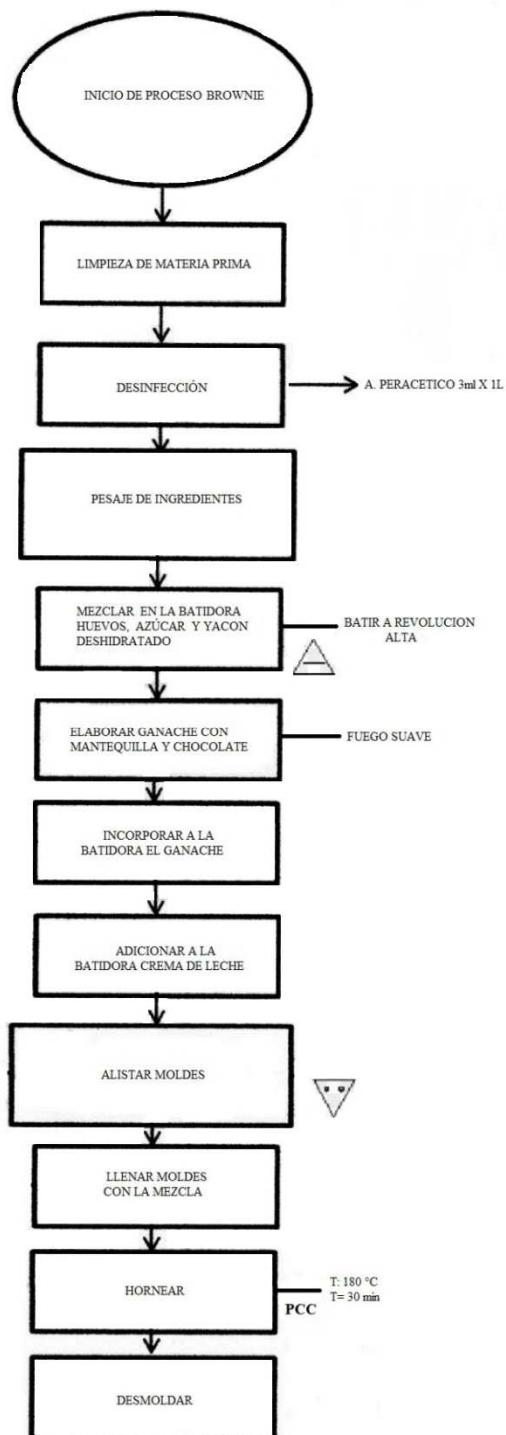 INICIO DE PROCESO BROWNIE
LIMPIEZA DE MATERIA PRIMA
DESINFECCIÓN
A. PERACETICO 3ml X 1L
PESAJE DE INGREDIENTES
MEZCLAR EN LA BATIDORA
HUEVOS, AZÚCAR Y YACON
DESHIDRATADO
BATIR A REVOLUCION
ALTA
ELABORAR GANACHE CON
MANTEQUILLA Y CHOCOLATE
FUEGO SUAVE
INCORPORAR A LA
BATIDORA EL GANACHE
ADICIONAR A LA
BATIDORA CREMA DE LECHE
ALISTAR MOLDES
LLENAR MOLDES
CON LA MEZCLA
HORNEAR
PCC
T: 180 °C
T= 30 min
DESMOLDAR